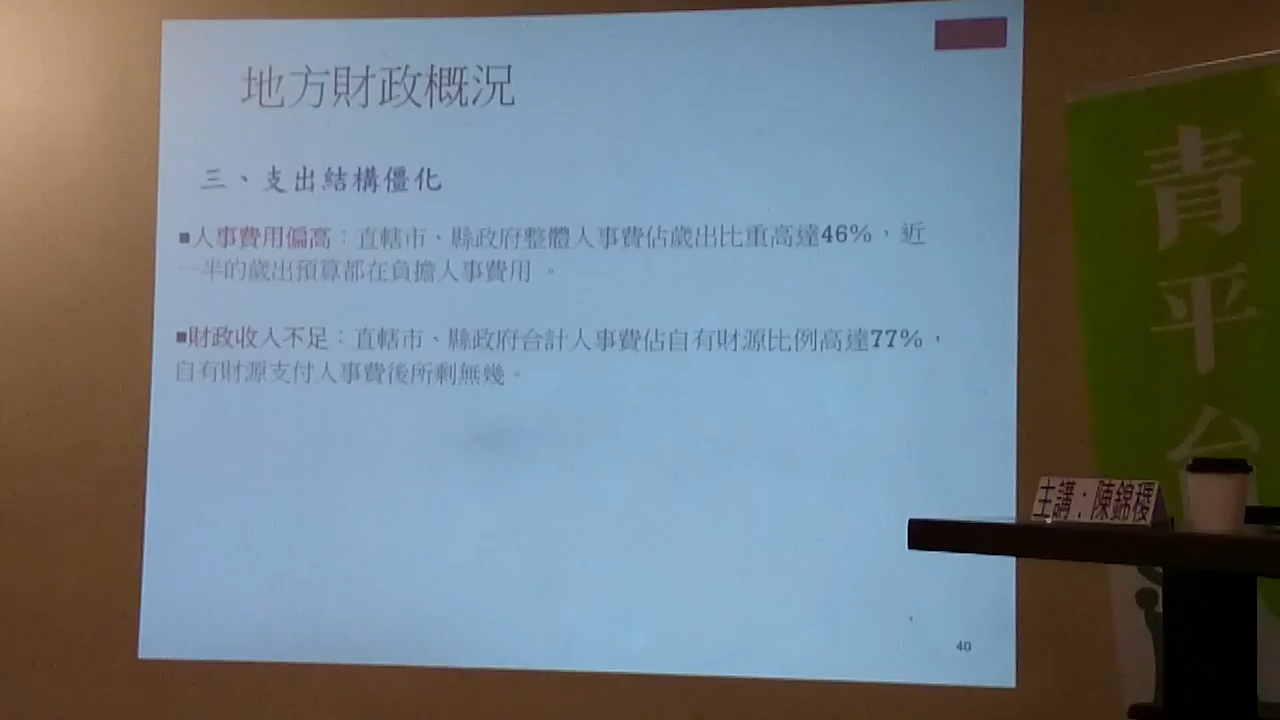 地方財政概況
三、支出結構僵化
■人事費用偏高：直轄市、縣政府整體人事費佔歲出比重高達46%，近
一半的歲出預算都在負擔人事費用 。
■財政收入不足：直轄市、縣政府合計人事費佔自有財源比例高達77%，
自有財源支付人事費後所剩無幾。
40
青平台
主講：陳錦稷